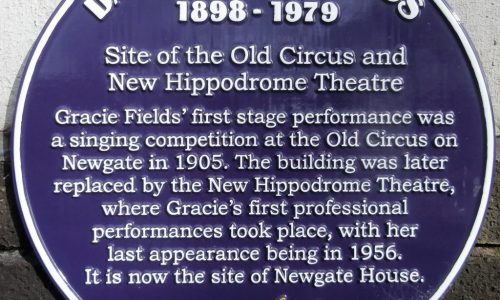 1898 - 1979
Site of the Old Circus and
New Hippodrome Theatre
Gracie Fields' first stage performance was
a singing competition at the Old Circus on
Newgate in 1905. The building was later
replaced by the New Hippodrome Theatre,
where Gracie's first professional
performances took place, with her
last appearance being in 1956.
It is now the site of Newgate House.